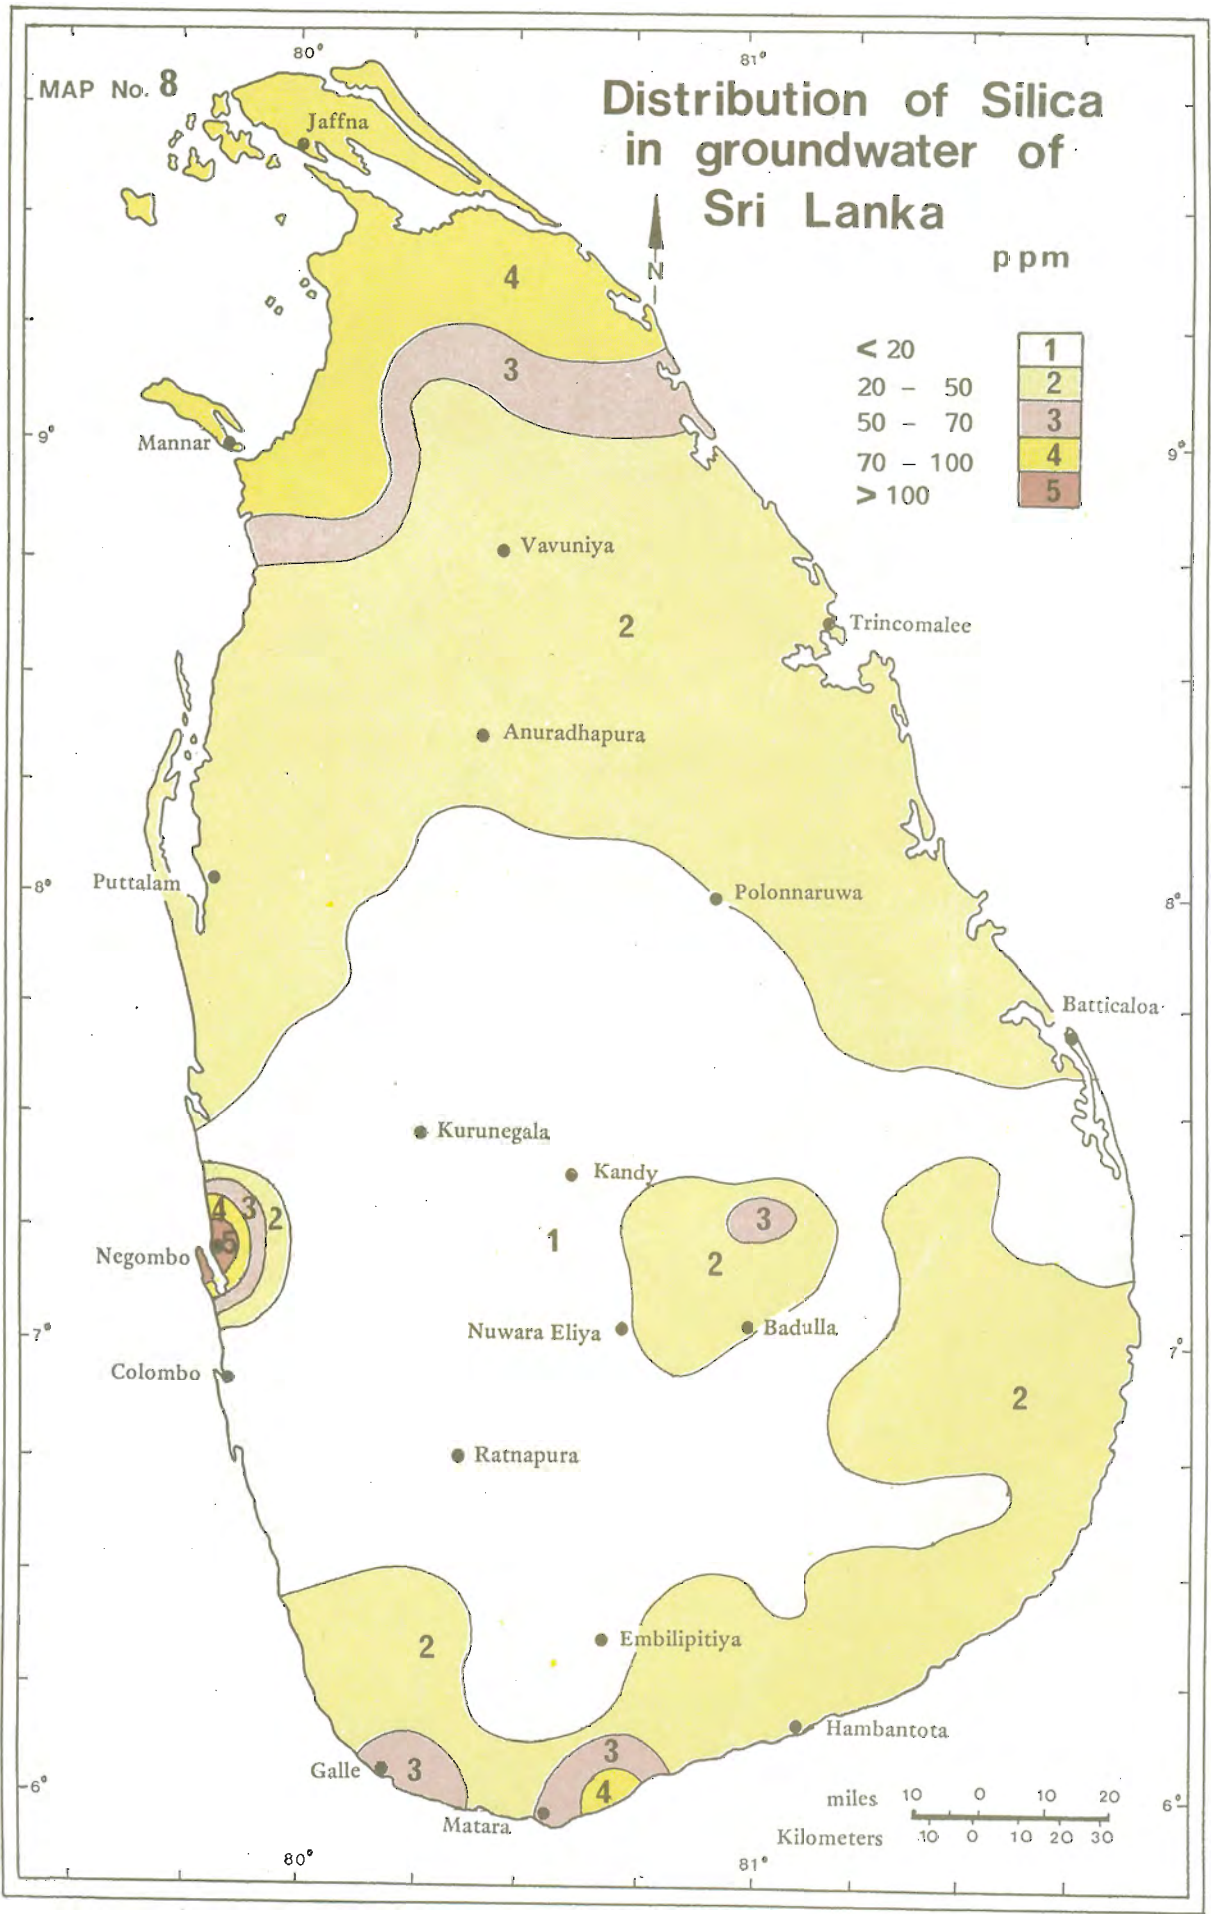 80°
81°
MAP No. 8
Distribution of Silica
in groundwater of
Sri Lanka
Jaffna
N
ppm
< 20 1
20 – 50 2
50 – 70 3
70 – 100 4
> 100 5
4
3
9°
Mannar
9°
Vavuniya
2
Trincomalee
Anuradhapura
Puttalam
8°
Polonnaruwa
8°
Batticaloa
Kurunegala
Kandy
4 3 2
5
3
1
2
Negombo
7°
Nuwara Eliya
Badulla
7°
Colombo
2
Ratnapura
2
Embilipitiya
Hambantota
3
Galle
3
4
6°
Matara
miles 10 0 10 20
6°
Kilometers 10 0 10 20 30
80°
81°